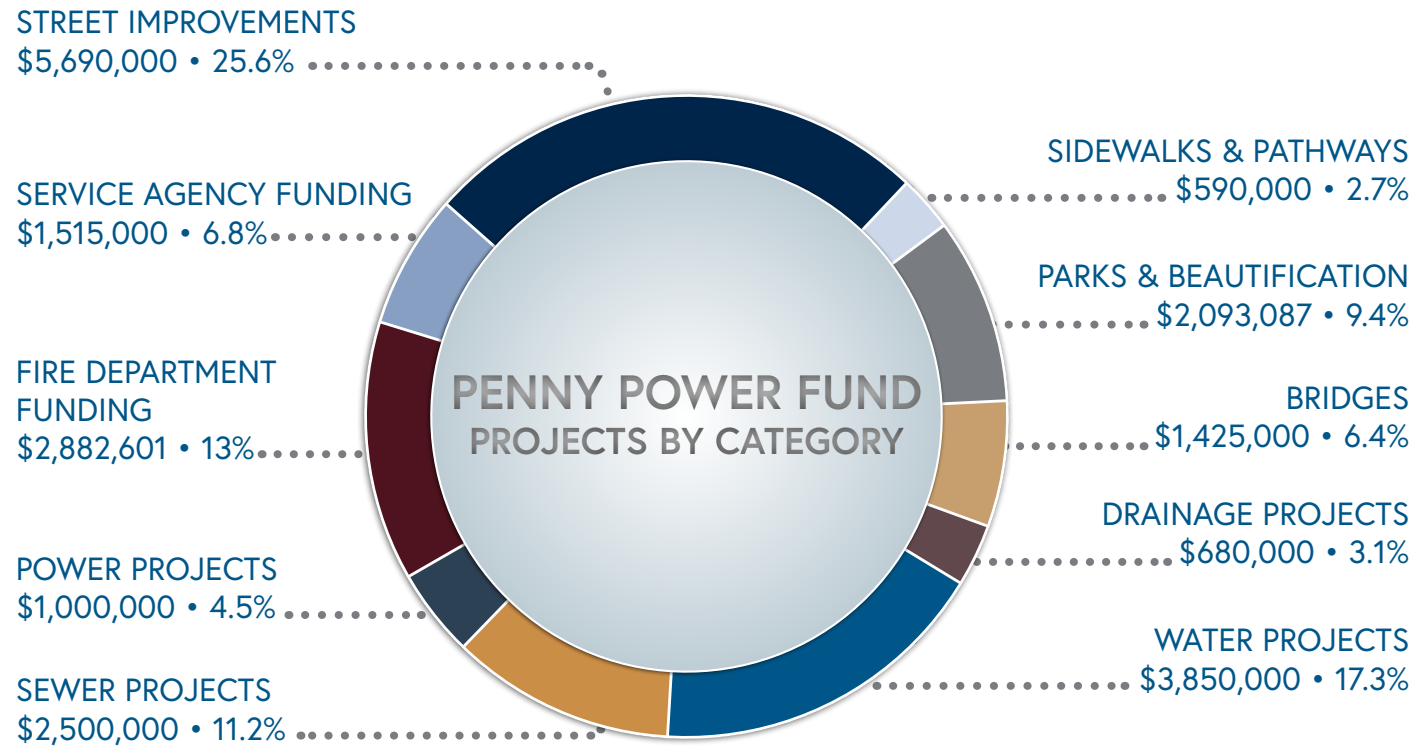 STREET IMPROVEMENTS
$5,690,000 • 25.6%
SERVICE AGENCY FUNDING
$1,515,000 • 6.8%
FIRE DEPARTMENT
FUNDING
$2,882,601 • 13%
POWER PROJECTS
$1,000,000 • 4.5%
SEWER PROJECTS
$2,500,000 • 11.2%
PENNY POWER FUND
PROJECTS BY CATEGORY
SIDEWALKS & PATHWAYS
$590,000 • 2.7%
PARKS & BEAUTIFICATION
$2,093,087 • 9.4%
BRIDGES
$1,425,000 • 6.4%
DRAINAGE PROJECTS
$680,000 • 3.1%
WATER PROJECTS
$3,850,000 • 17.3%